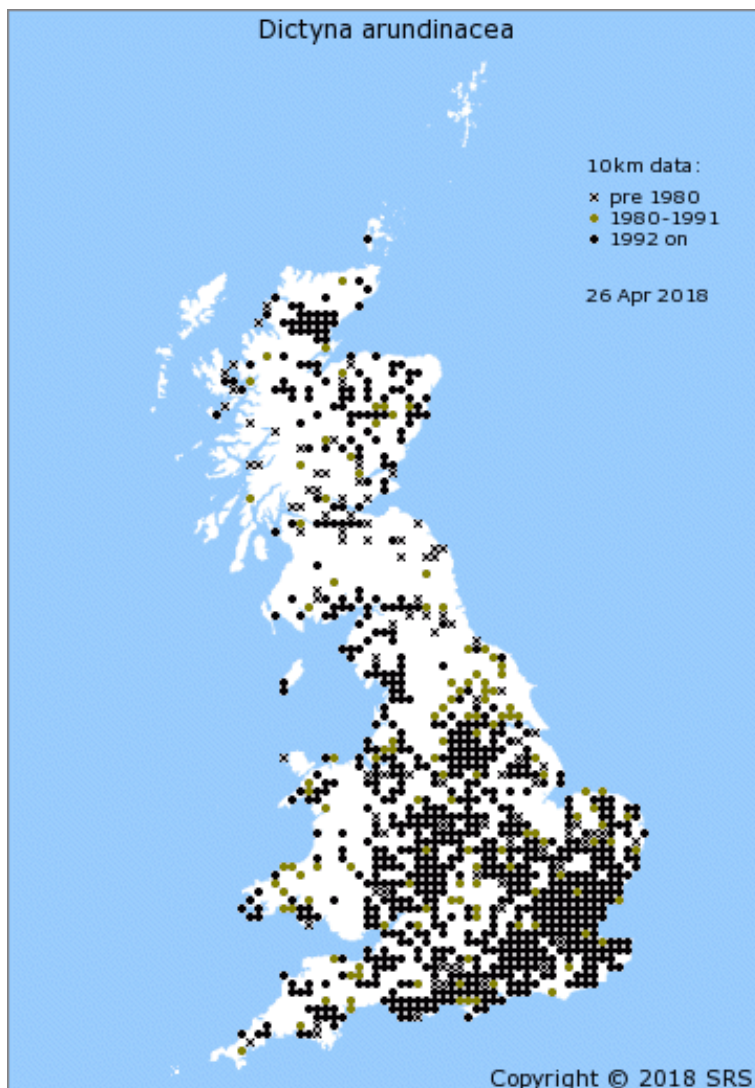 Dictyna arundinacea
10km data:
pre 1980
1980-1991
1992 on
26 Apr 2018
Copyright © 2018 SRS